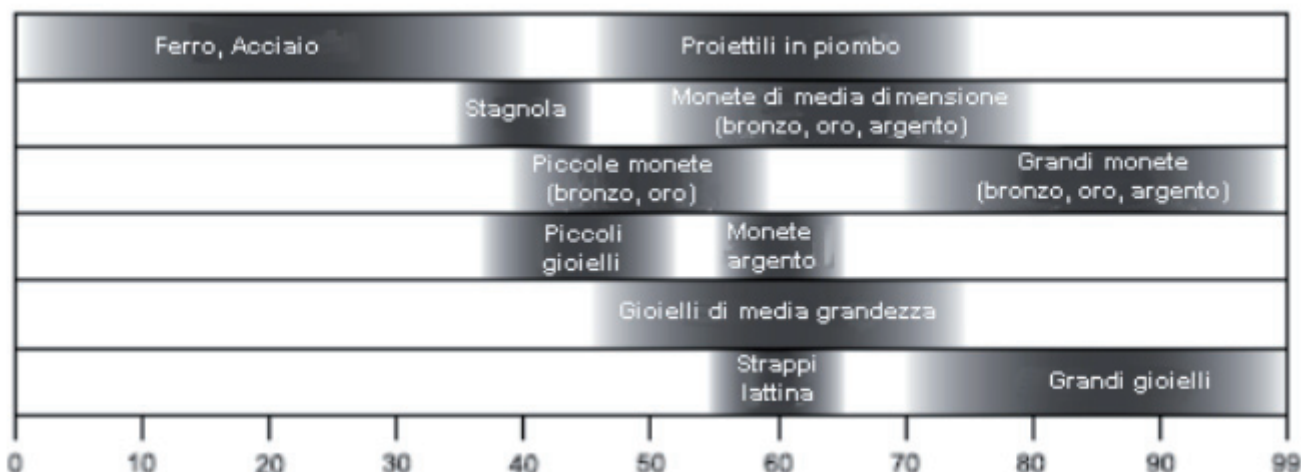 Ferro, Acciaio
Proiettili in piombo
Stagnola
Monete di media dimensione
(bronzo, oro, argento)
Piccole monete
(bronzo, oro)
Grandi monete
(bronzo, oro, argento)
Piccoli
gioielli
Monete
argento
Gioielli di media grandezza
Strappi
lattina
Grandi gioielli
0 10 20 30 40 50 60 70 80 90 99